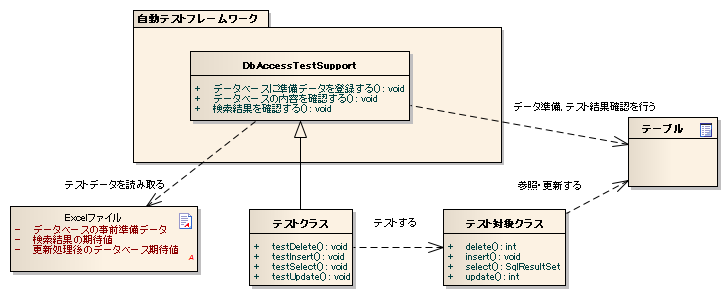 自動テストフレームワーク
DbAccessTestSupport
+ データベースに準備データを登録する() : void
+ データベースの内容を確認する() : void
+ 検索結果を確認する() : void
データ準備, テスト結果確認を行う
テーブル
テストデータを読み取る
参照・更新する
Excelファイル
- データベースの事前準備データ
- 検索結果の期待値
- 更新処理後のデータベース期待値
A
テストクラス
+ testDelete() : void
+ testInsert() : void
+ testSelect() : void
+ testUpdate() : void
テストする
テスト対象クラス
+ delete() : int
+ insert() : void
+ select() : SqlResultSet
+ update() : int